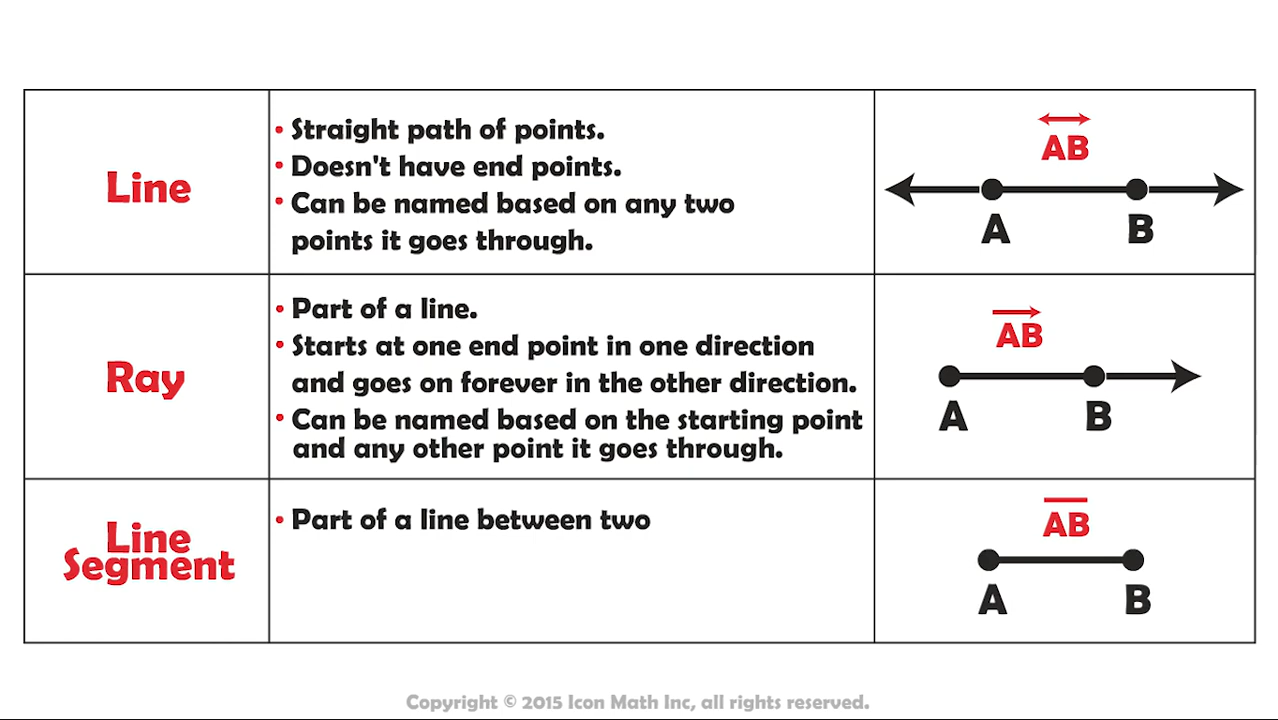 Line
• Straight path of points.
• Doesn't have end points.
• Can be named based on any two
points it goes through.
AB
A B
Ray
• Part of a line.
• Starts at one end point in one direction
and goes on forever in the other direction.
• Can be named based on the starting point
and any other point it goes through.
AB
A B
Line
Segment
• Part of a line between two
AB
A B
Copyright © 2015 Icon Math Inc, all rights reserved.